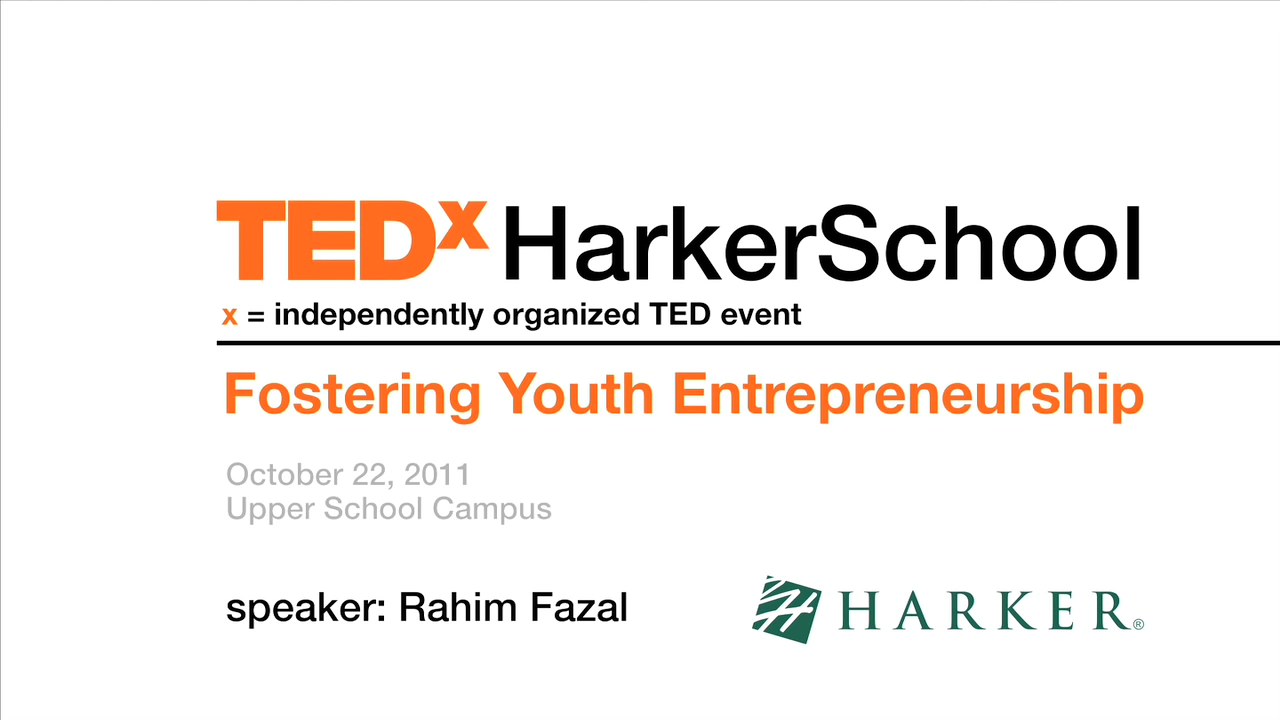 TEDx HarkerSchool
x = independently organized TED event
Fostering Youth Entrepreneurship
October 22, 2011
Upper School Campus
speaker: Rahim Fazal
HARKER®